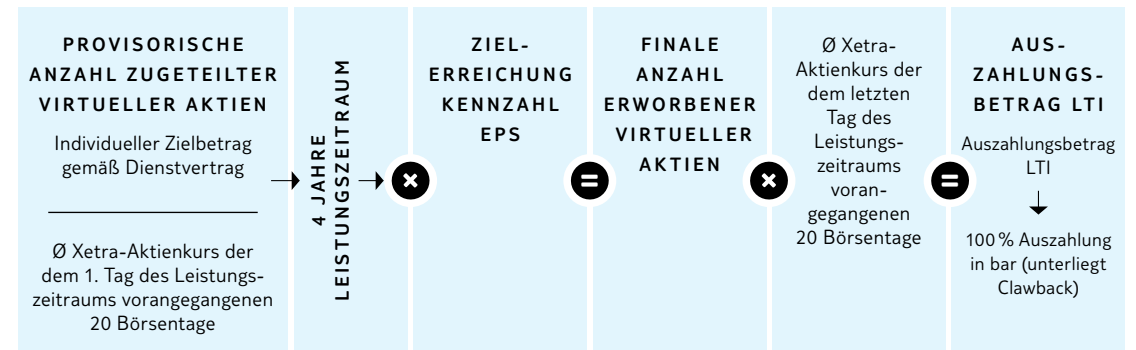 PROVISORISCHE
ANZAHL ZUGETEILTER
VIRTUELLER AKTIEN
Individueller Zielbetrag
gemäß Dienstvertrag
Ø Xetra-Aktienkurs der
dem 1. Tag des Leistungs-
zeitraums vorangegangenen
20 Börsentage
4 JAHRE
LEISTUNGSZEITRAUM
×
ZIEL-
ERREICHUNG
KENNZAHL
EPS
=
FINALE
ANZAHL
ERWORBENER
VIRTUELLER
AKTIEN
×
Ø Xetra-
Aktienkurs der
dem letzten
Tag des
Leistungs-
zeitraums
voran-
gegangenen
20 Börsentage
=
AUS-
ZAHLUNGS-
BETRAG LTI
Auszahlungsbetrag
LTI
100 % Auszahlung
in bar (unterliegt
Clawback)